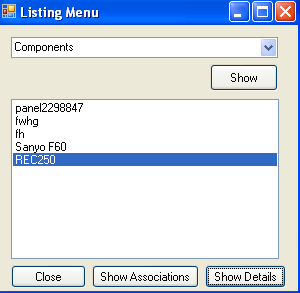 Listing Menu
Components
Show
panel2298847
fwhg
fh
Sanyo F60
REC250
Close
Show Associations
Show Details